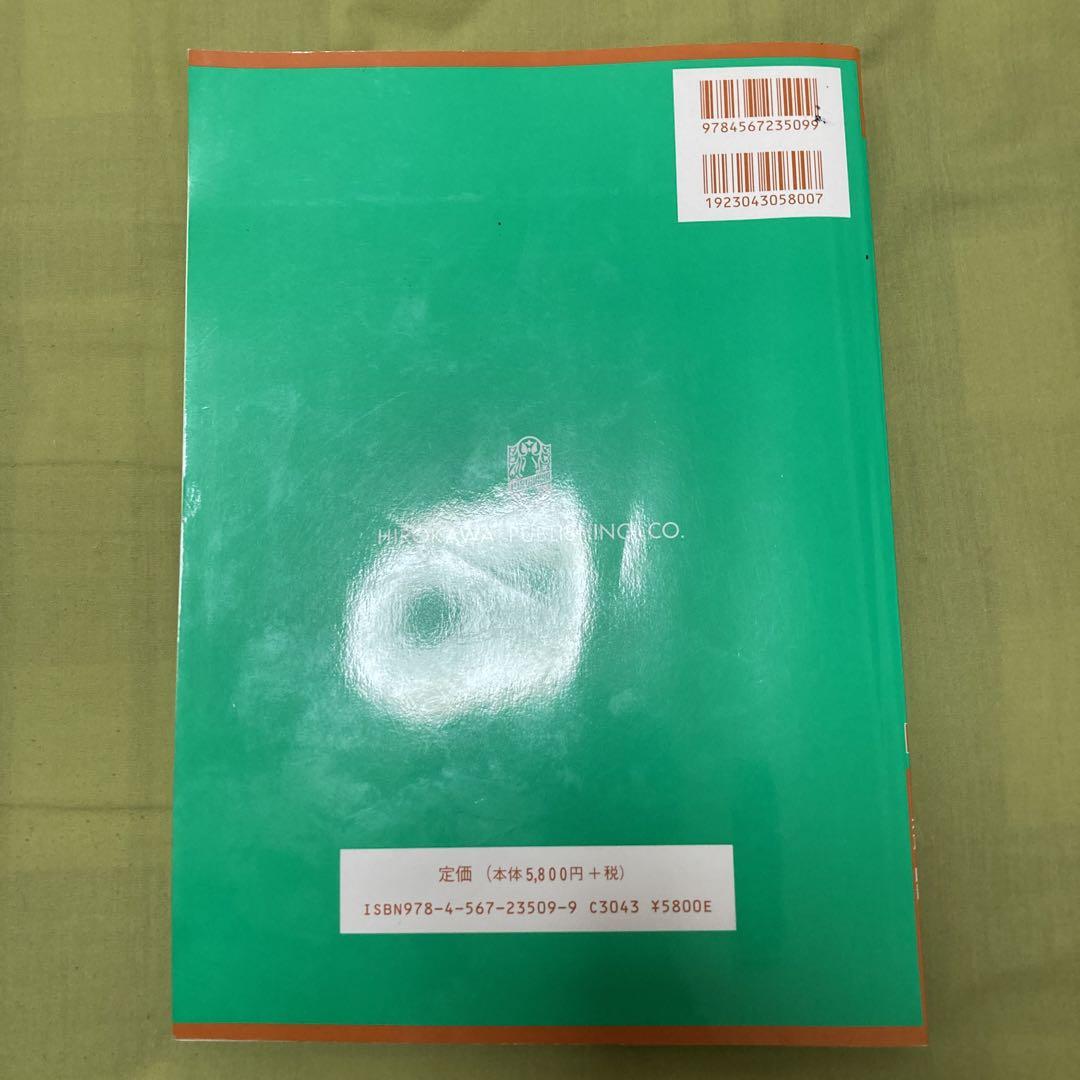 9784567235099
1923043058007
HIROKAWA PUBLISHING CO.
定価（本体5,800円＋税）
ISBN978-4-567-23509-9 C3043 ¥5800E